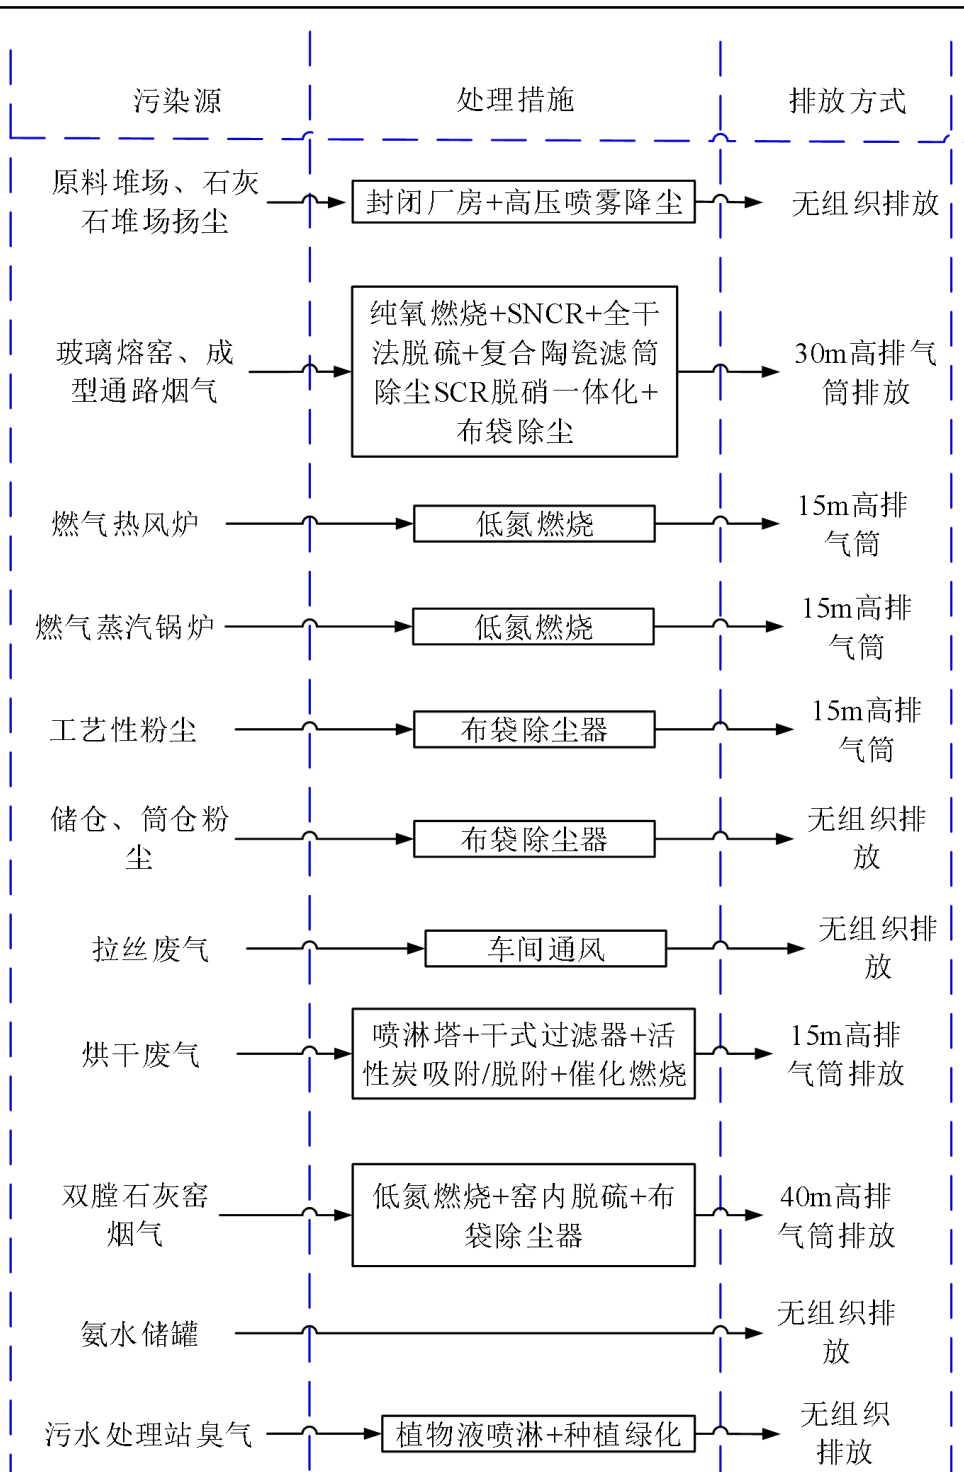 污染源
处理措施
排放方式
原料堆场、石灰
石堆场扬尘
封闭厂房+高压喷雾降尘
无组织排放
玻璃熔窑、成
型通路烟气
纯氧燃烧+SNCR+全干
法脱硫+复合陶瓷滤筒
除尘SCR脱硝一体化+
布袋除尘
30m高排气
筒排放
燃气热风炉
低氮燃烧
15m高排
气筒
燃气蒸汽锅炉
低氮燃烧
15m高排
气筒
工艺性粉尘
布袋除尘器
15m高排
气筒
储仓、筒仓粉
尘
布袋除尘器
无组织排
放
拉丝废气
车间通风
无组织排
放
烘干废气
喷淋塔+干式过滤器+活
性炭吸附/脱附+催化燃烧
15m高排
气筒排放
双膛石灰窑
烟气
低氮燃烧+窑内脱硫+布
袋除尘器
40m高排
气筒排放
氨水储罐
无组织排
放
污水处理站臭气
植物液喷淋+种植绿化
无组织
排放